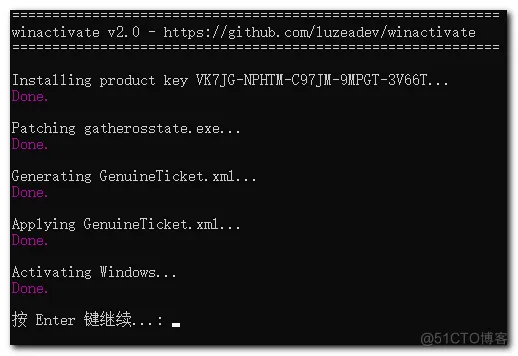 ==============================================================
winactivate v2.0 - https://github.com/luzeadev/winactivate
==============================================================
Installing product key VK7JG-NPHTM-C97JM-9MPGT-3V66T...
Done.
Patching gatherosstate.exe...
Done.
Generating GenuineTicket.xml...
Done.
Applying GenuineTicket.xml...
Done.
Activating Windows...
Done.
按 Enter 键继续...:
@51CTO博客